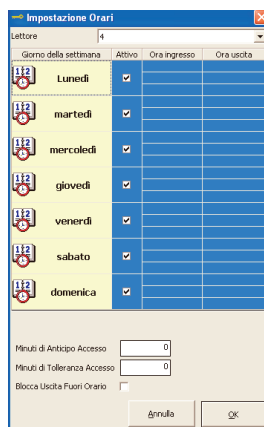 Impostazione Orari
Lettore 4
Giorno della settimana Attivo Ora ingresso Ora uscita
Lunedì
martedì
mercoledì
giovedì
venerdì
sabato
domenica
Minuti di Anticipo Accesso 0
Minuti di Tolleranza Accesso 0
Blocca Uscita Fuori Orario
Annulla OK